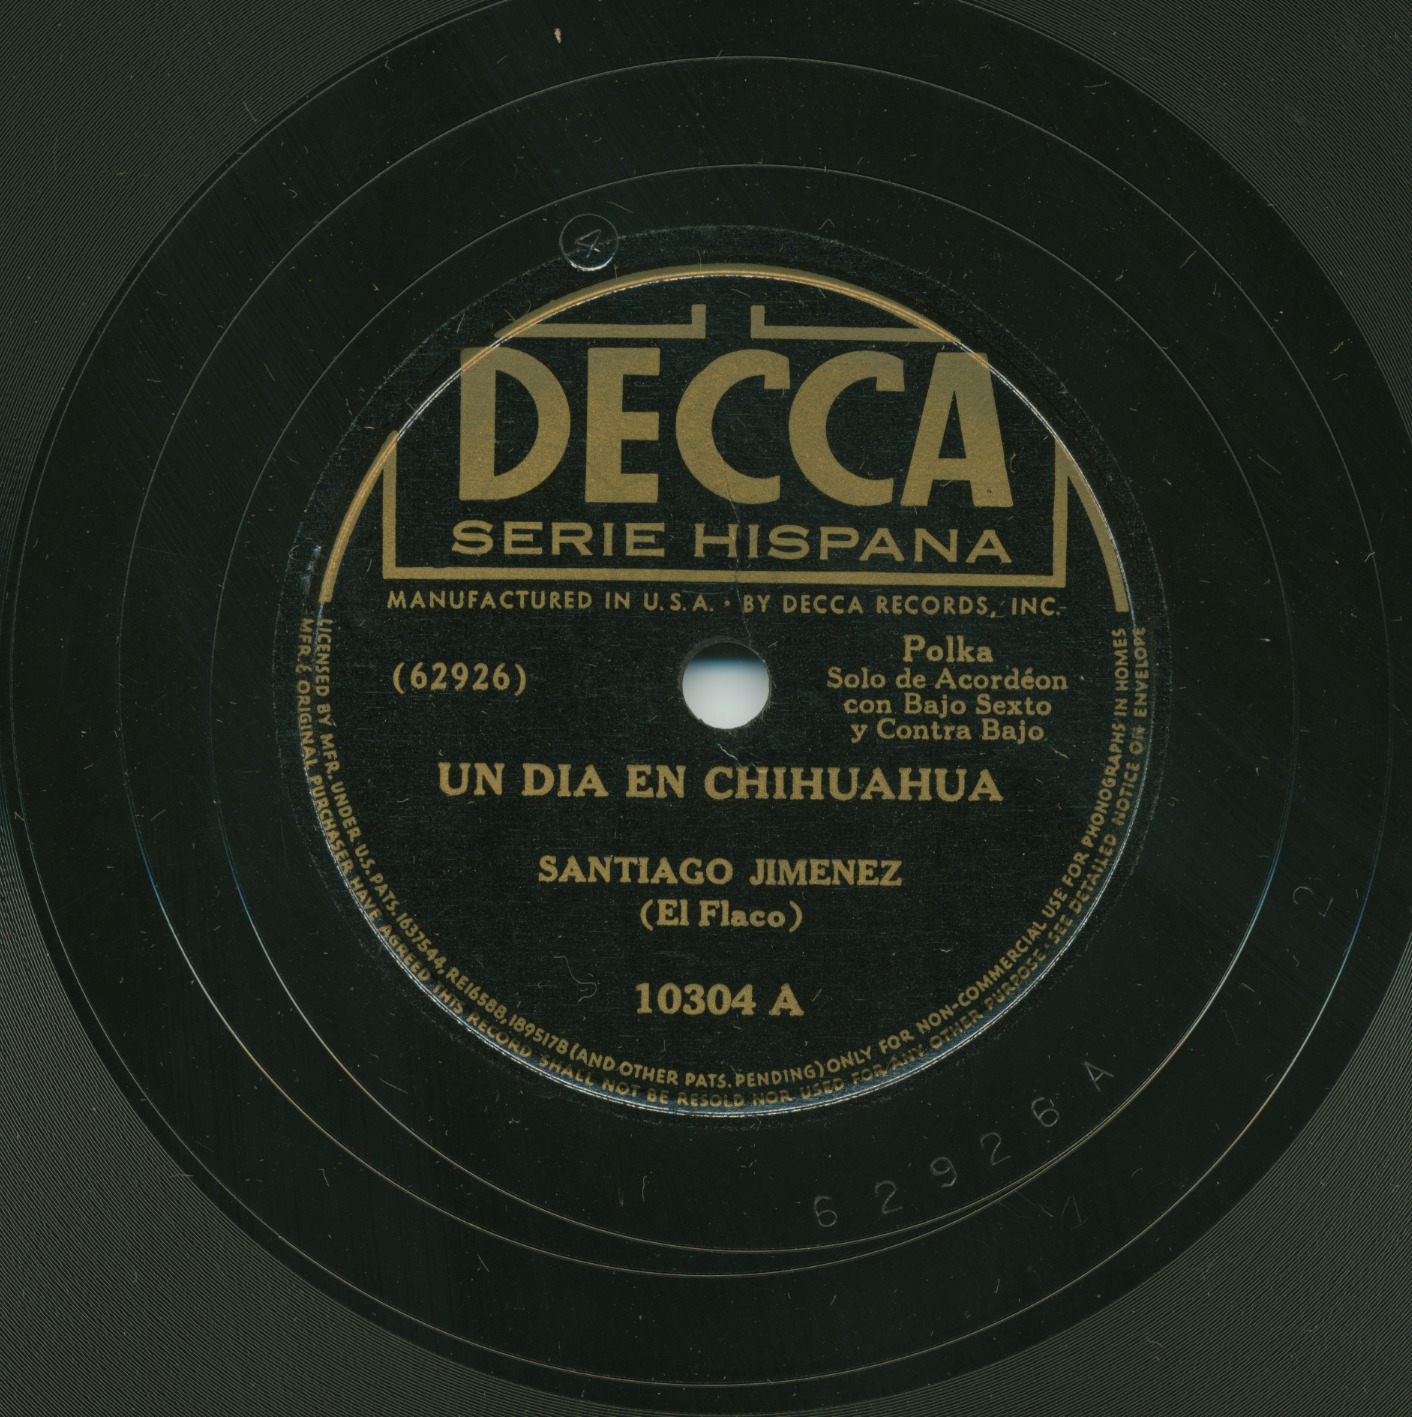 DECCA
SERIE HISPANA
MANUFACTURED IN U.S.A. · BY DECCA RECORDS, INC.
(62926)
Polka
Solo de Acordéon
con Bajo Sexto
y Contra Bajo
UN DIA EN CHIHUAHUA
SANTIAGO JIMENEZ
(El Flaco)
10304 A
LICENSED BY MFR. UNDER U.S. PATS. 1637544, RE16588, 1895178 (AND OTHER PATS. PENDING) ONLY FOR NON-COMMERCIAL USE FOR PHONOGRAPHS IN HOMES
MFR. & ORIGINAL PURCHASER HAVE AGREED THIS RECORD SHALL NOT BE RESOLD NOR USED FOR ANY OTHER PURPOSE · SEE DETAILED NOTICE ON ENVELOPE
62926 A
4
2
1